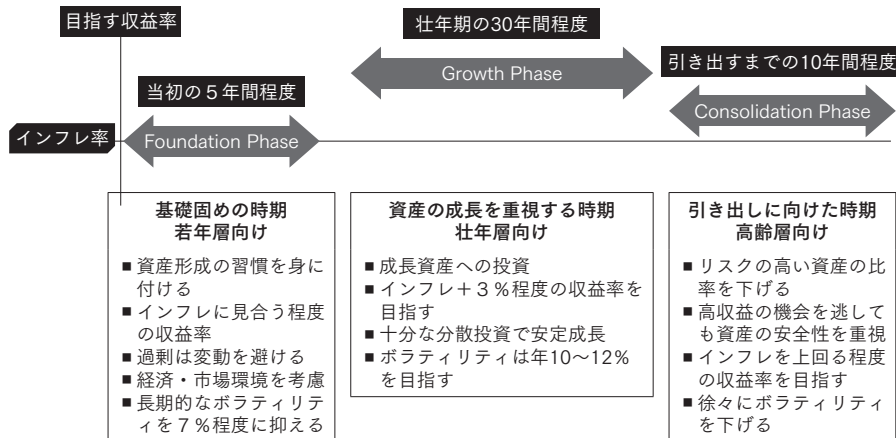 目指す収益率
壮年期の30年間程度
Growth Phase
引き出すまでの10年間程度
Consolidation Phase
当初の5年間程度
インフレ率
Foundation Phase
基礎固めの時期
若年層向け
■ 資産形成の習慣を身に
付ける
■ インフレに見合う程度
の収益率
■ 過剰は変動を避ける
■ 経済・市場環境を考慮
■ 長期的なボラティリテ
ィを7%程度に抑える
資産の成長を重視する時期
壮年層向け
■ 成長資産への投資
■ インフレ+3%程度の収益率を
目指す
■ 十分な分散投資で安定成長
■ ボラティリティは年10~12%
を目指す
引き出しに向けた時期
高齢層向け
■ リスクの高い資産の比
率を下げる
■ 高収益の機会を逃して
も資産の安全性を重視
■ インフレを上回る程度
の収益率を目指す
■ 徐々にボラティリティ
を下げる